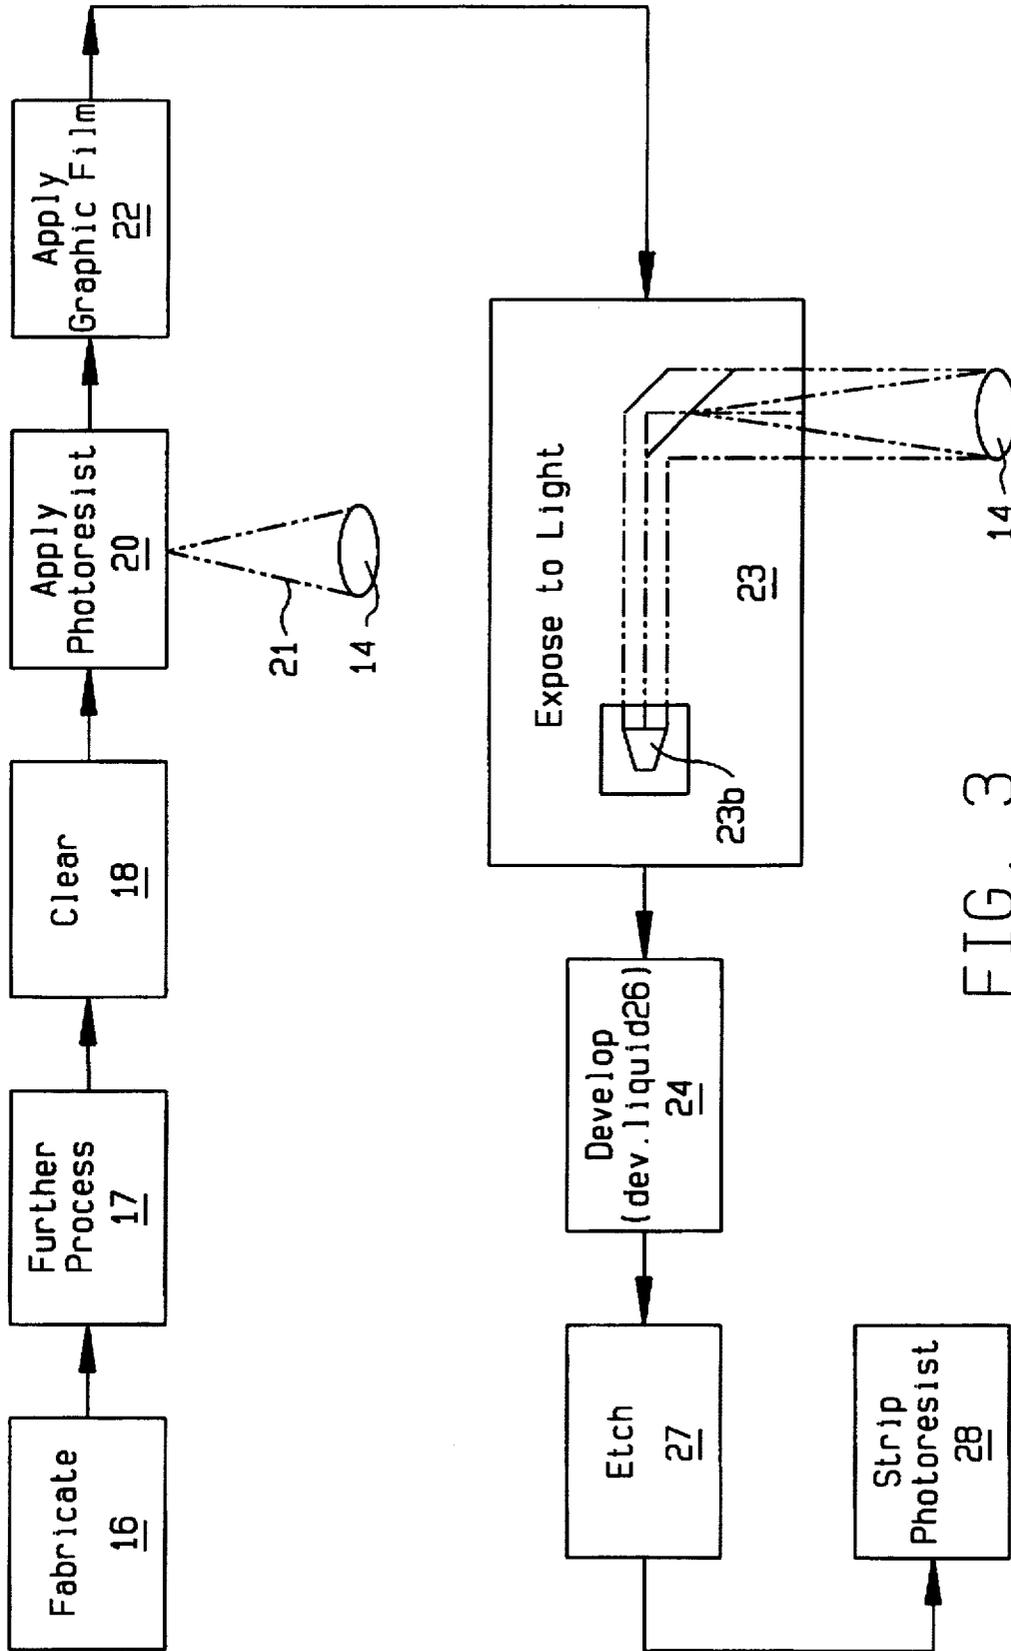 Fabricate
16
Further
Process
17
Clear
18
Apply
Photoresist
20
21
14
Apply
Graphic Film
22
Expose to Light
23
23b
14
Develop
(dev.liquid26)
24
Etch
27
Strip
Photoresist
28
FIG. 3